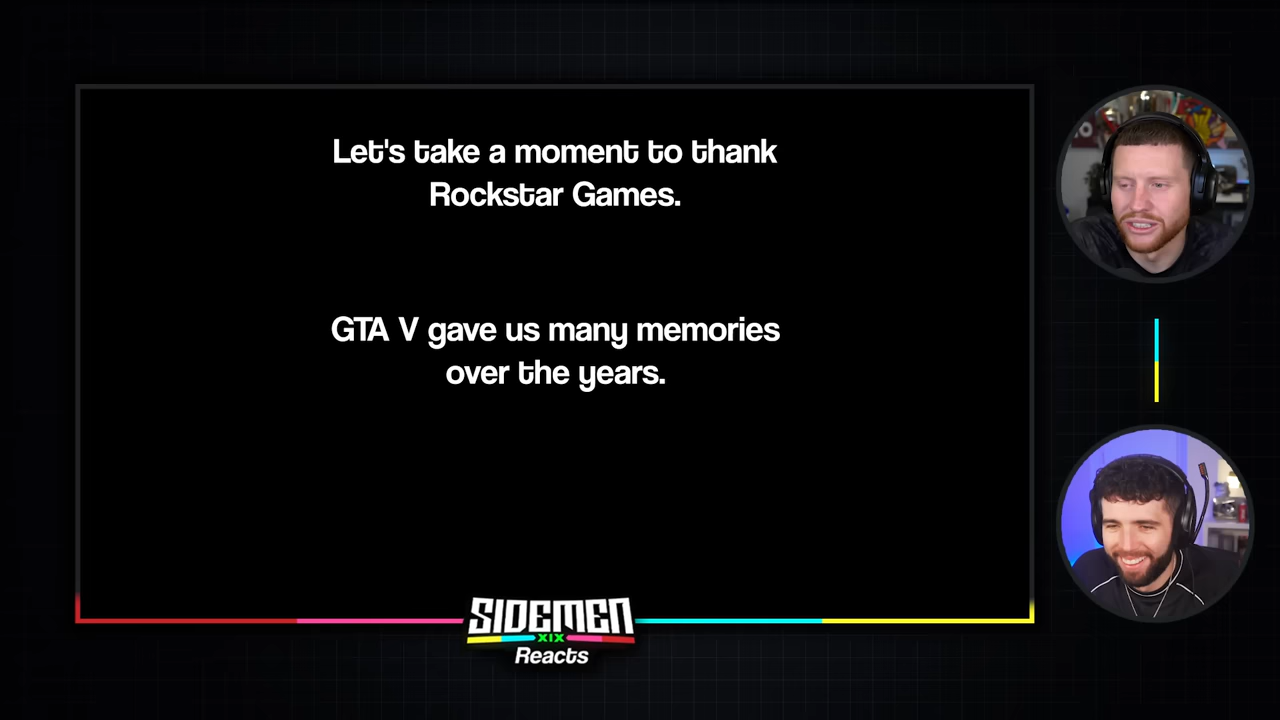 Let's take a moment to thank
Rockstar Games.
GTA V gave us many memories
over the years.
SIDEMEN
XIX
Reacts